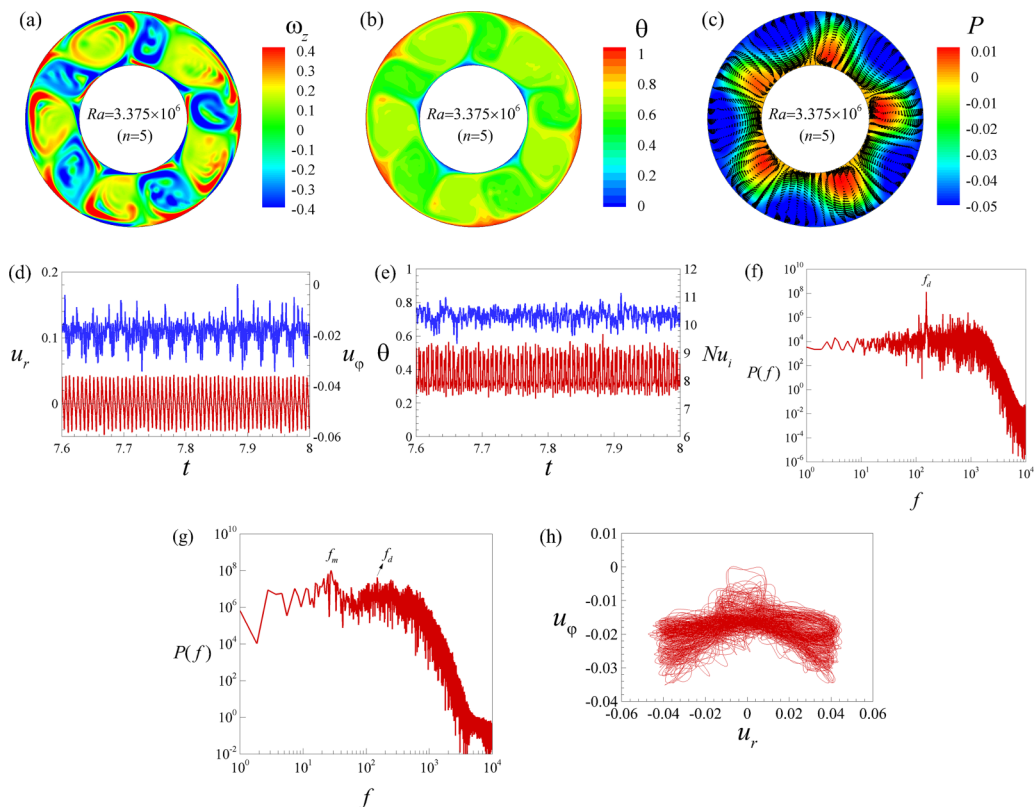 (a)
ω_z
0.4
0.3
0.2
0.1
0
-0.1
-0.2
-0.3
-0.4
Ra=3.375×10^6
(n=5)
(b)
θ
1
0.8
0.6
0.4
0.2
0
Ra=3.375×10^6
(n=5)
(c)
P
0.01
0
-0.01
-0.02
-0.03
-0.04
-0.05
Ra=3.375×10^6
(n=5)
(d)
0.2
0.1
0
u_r
0
-0.02
-0.04
-0.06
u_φ
7.6 7.7 7.8 7.9 8
t
(e)
1
0.8
0.6
0.4
0.2
0
θ
12
11
10
9
8
7
6
Nu_i
7.6 7.7 7.8 7.9 8
t
(f)
10^10
10^8
10^6
10^4
10^2
10^0
10^-2
10^-4
10^-6
P(f)
f_d
10^0 10^1 10^2 10^3 10^4
f
(g)
10^10
10^8
10^6
10^4
10^2
10^0
10^-2
P(f)
f_m
f_d
10^0 10^1 10^2 10^3 10^4
f
(h)
0.01
0
-0.01
-0.02
-0.03
-0.04
u_φ
-0.06 -0.04 -0.02 0 0.02 0.04 0.06
u_r